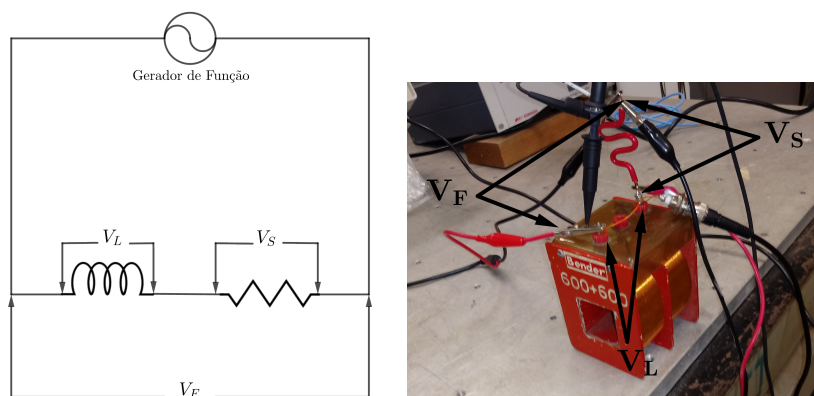 Gerador de Função
V_L
V_S
V_F
V_S
V_F
Bender
600+600
V_L